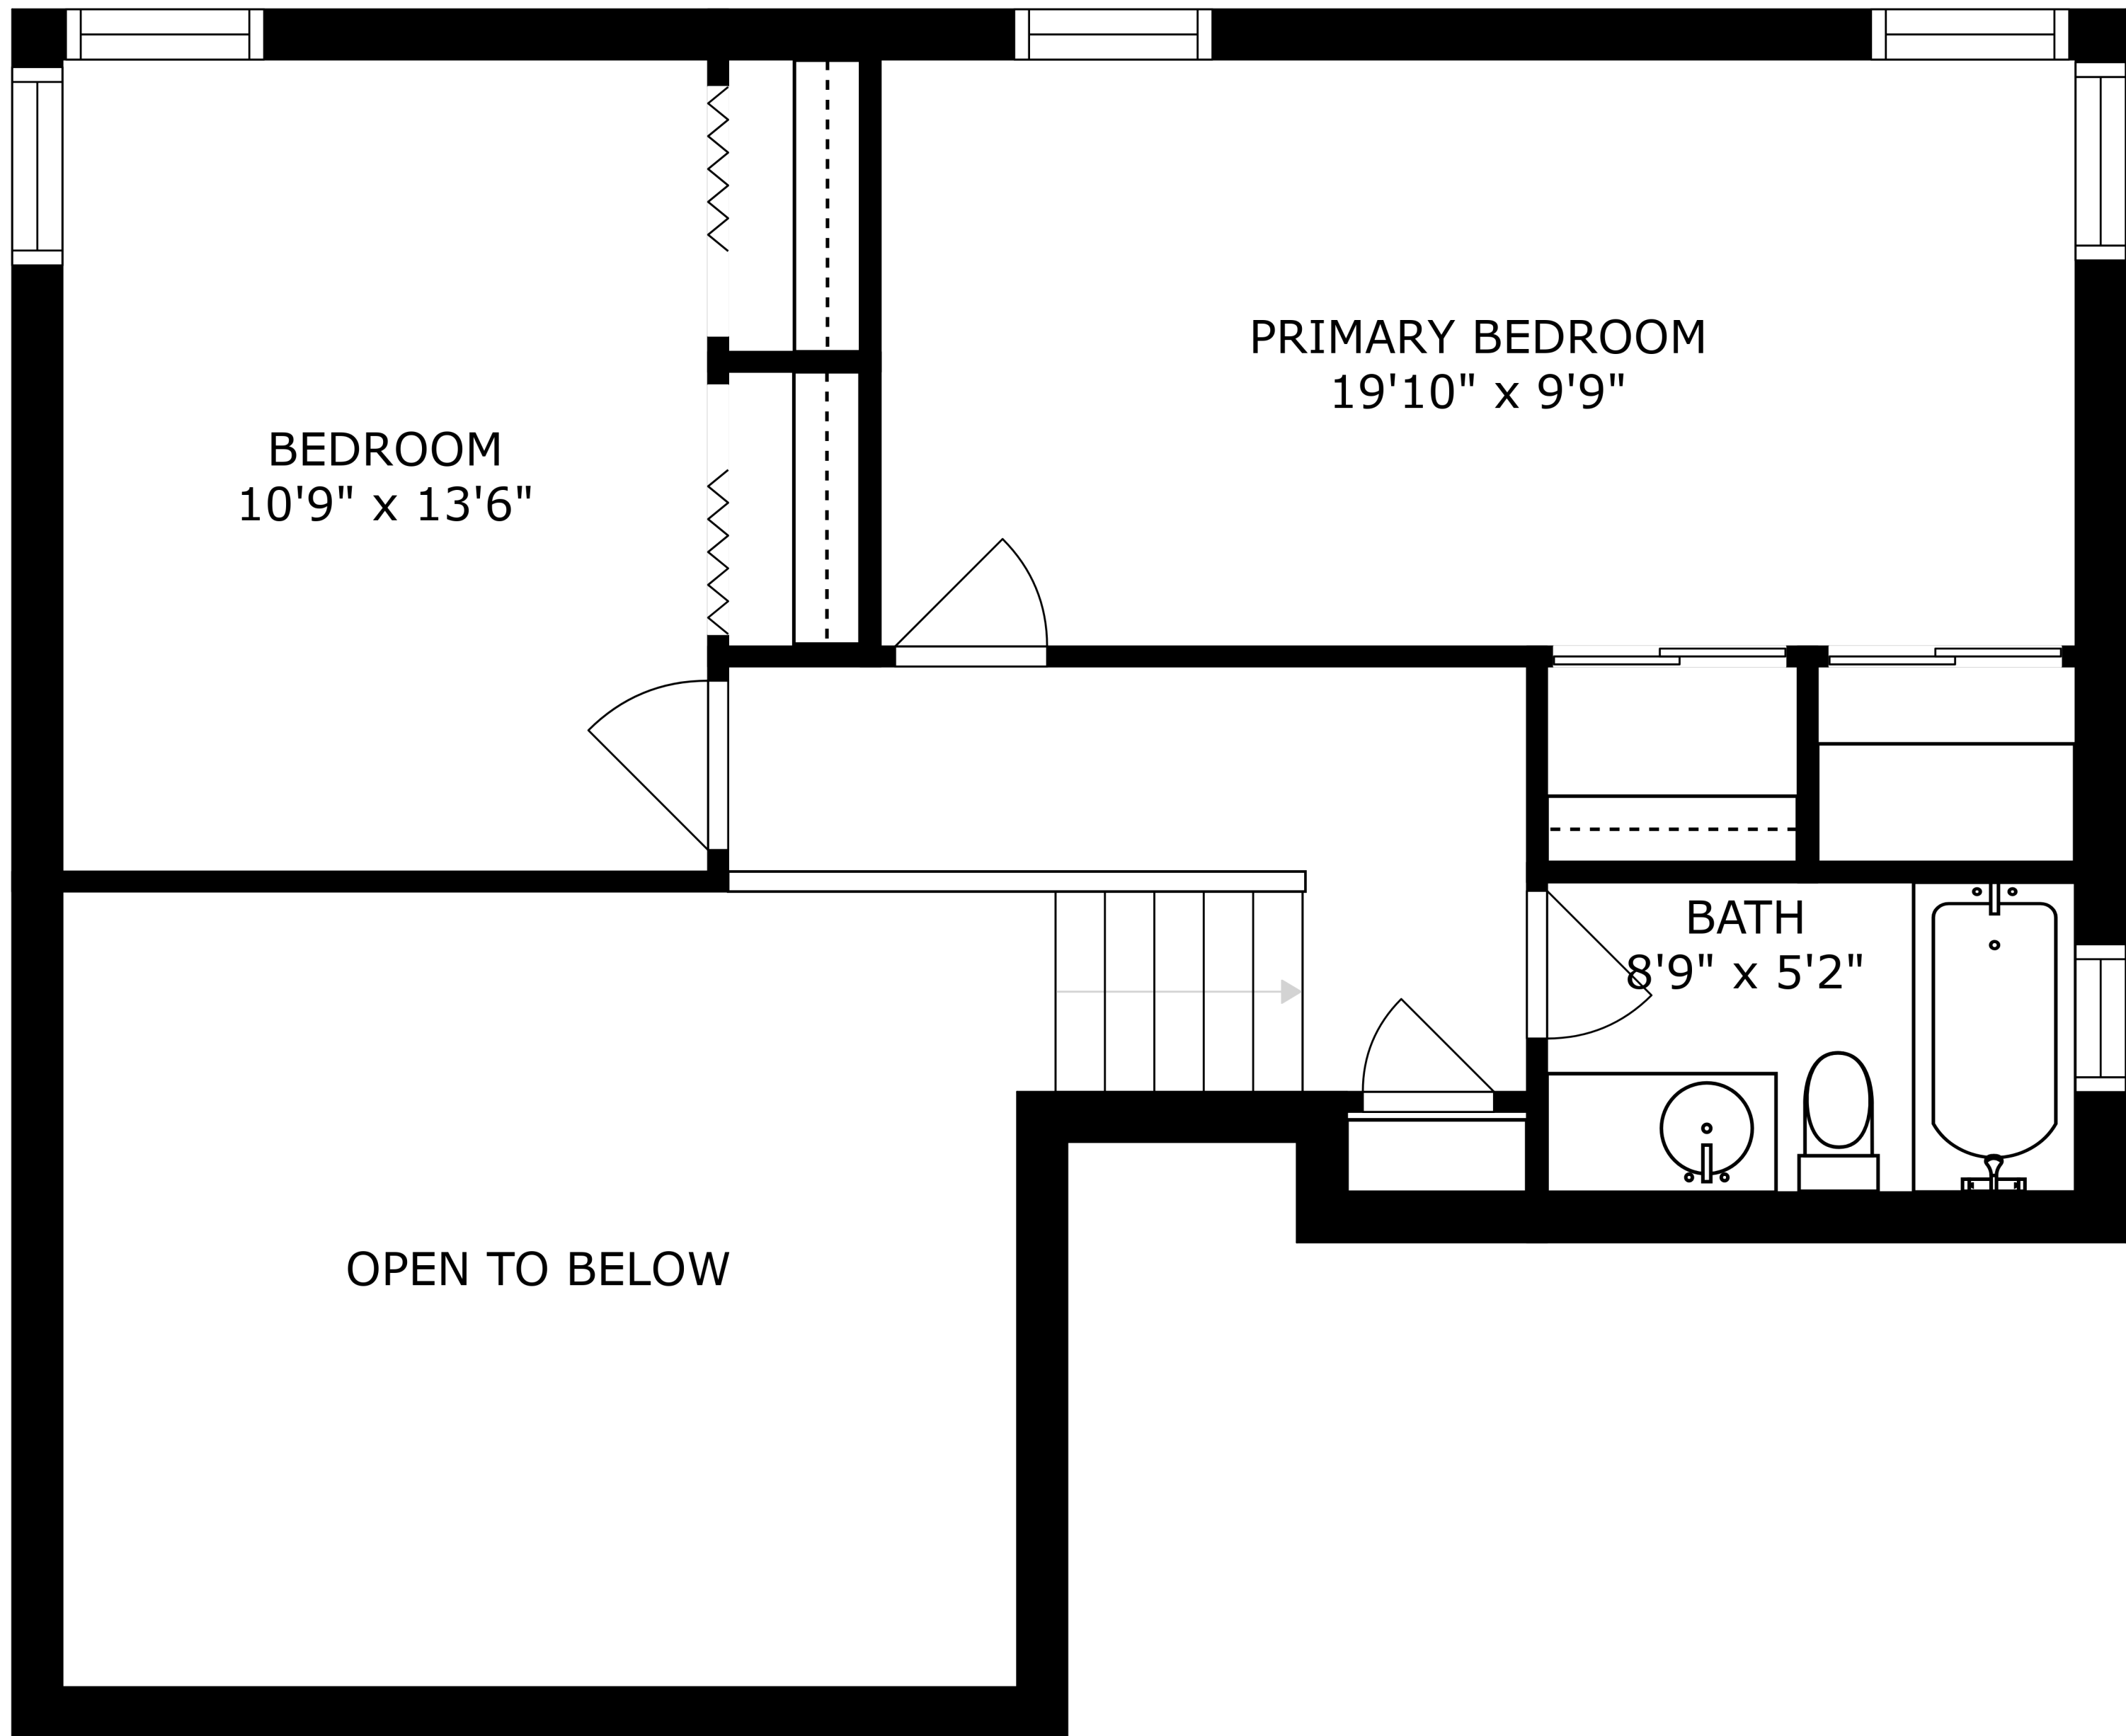 PRIMARY BEDROOM
19'10" x 9'9"
BEDROOM
10'9" x 13'6"
BATH
8'9" x 5'2"
OPEN TO BELOW